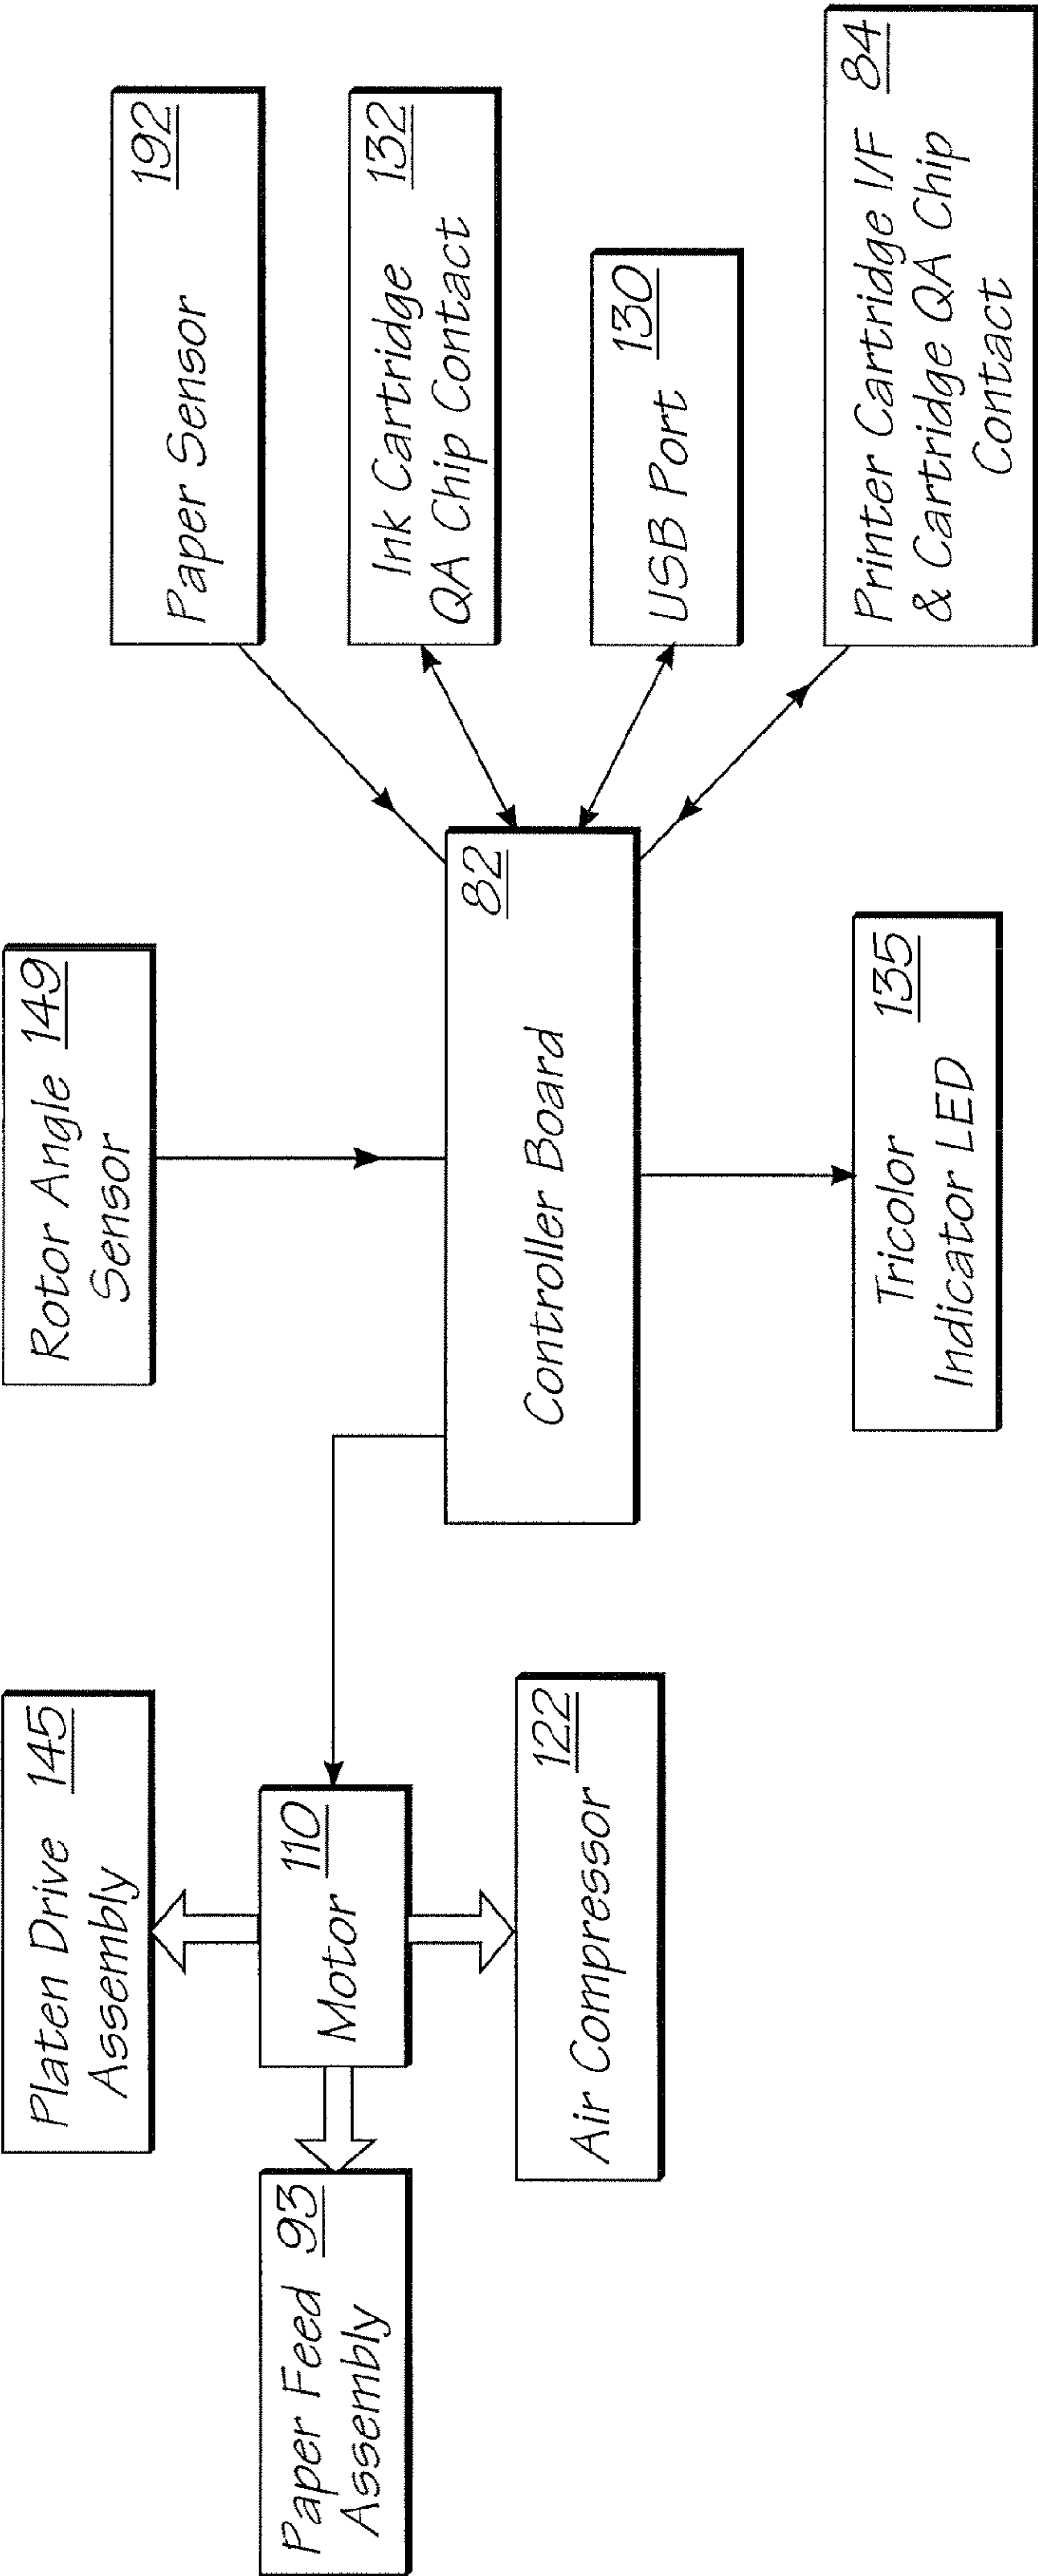 Platen Drive 145
Assembly
Rotor Angle 149
Sensor
Paper Sensor 192
Paper Feed 93
Assembly
Motor 110
Air Compressor 122
Controller Board 82
Ink Cartridge 132
QA Chip Contact
USB Port 130
Tricolor 135
Indicator LED
Printer Cartridge I/F 84
& Cartridge QA Chip
Contact